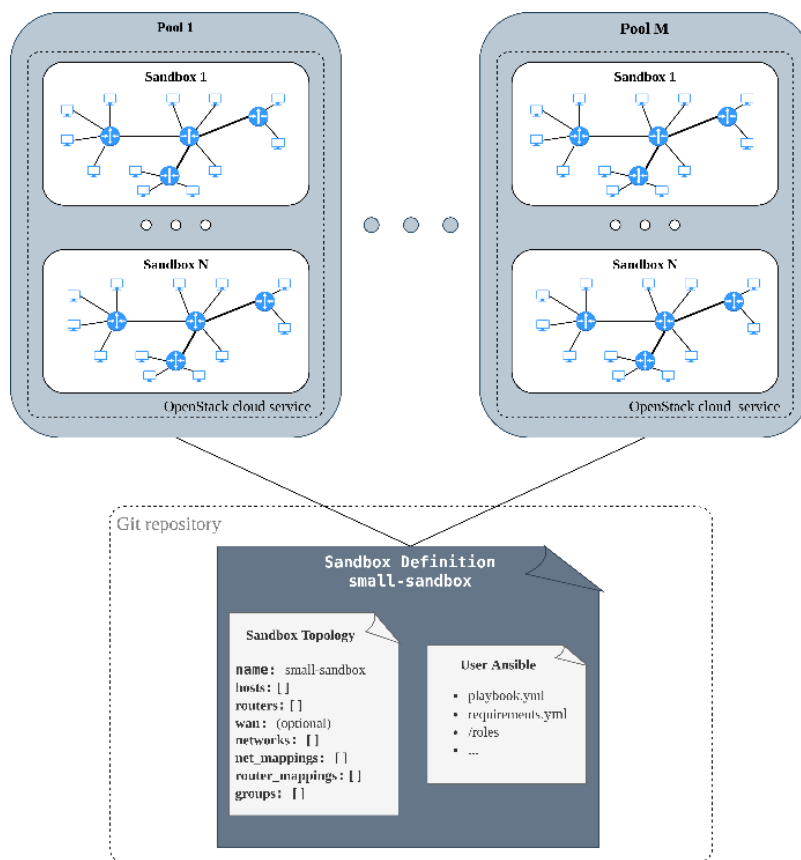 Pool 1
Sandbox 1
Sandbox N
OpenStack cloud service
Pool M
Sandbox 1
Sandbox N
OpenStack cloud service
Git repository
Sandbox Definition
small-sandbox
Sandbox Topology
name: small-sandbox
hosts: []
routers: []
wan: (optional)
networks: []
net_mappings: []
router_mappings: []
groups: []
User Ansible
• playbook.yml
• requirements.yml
• /roles
• ...